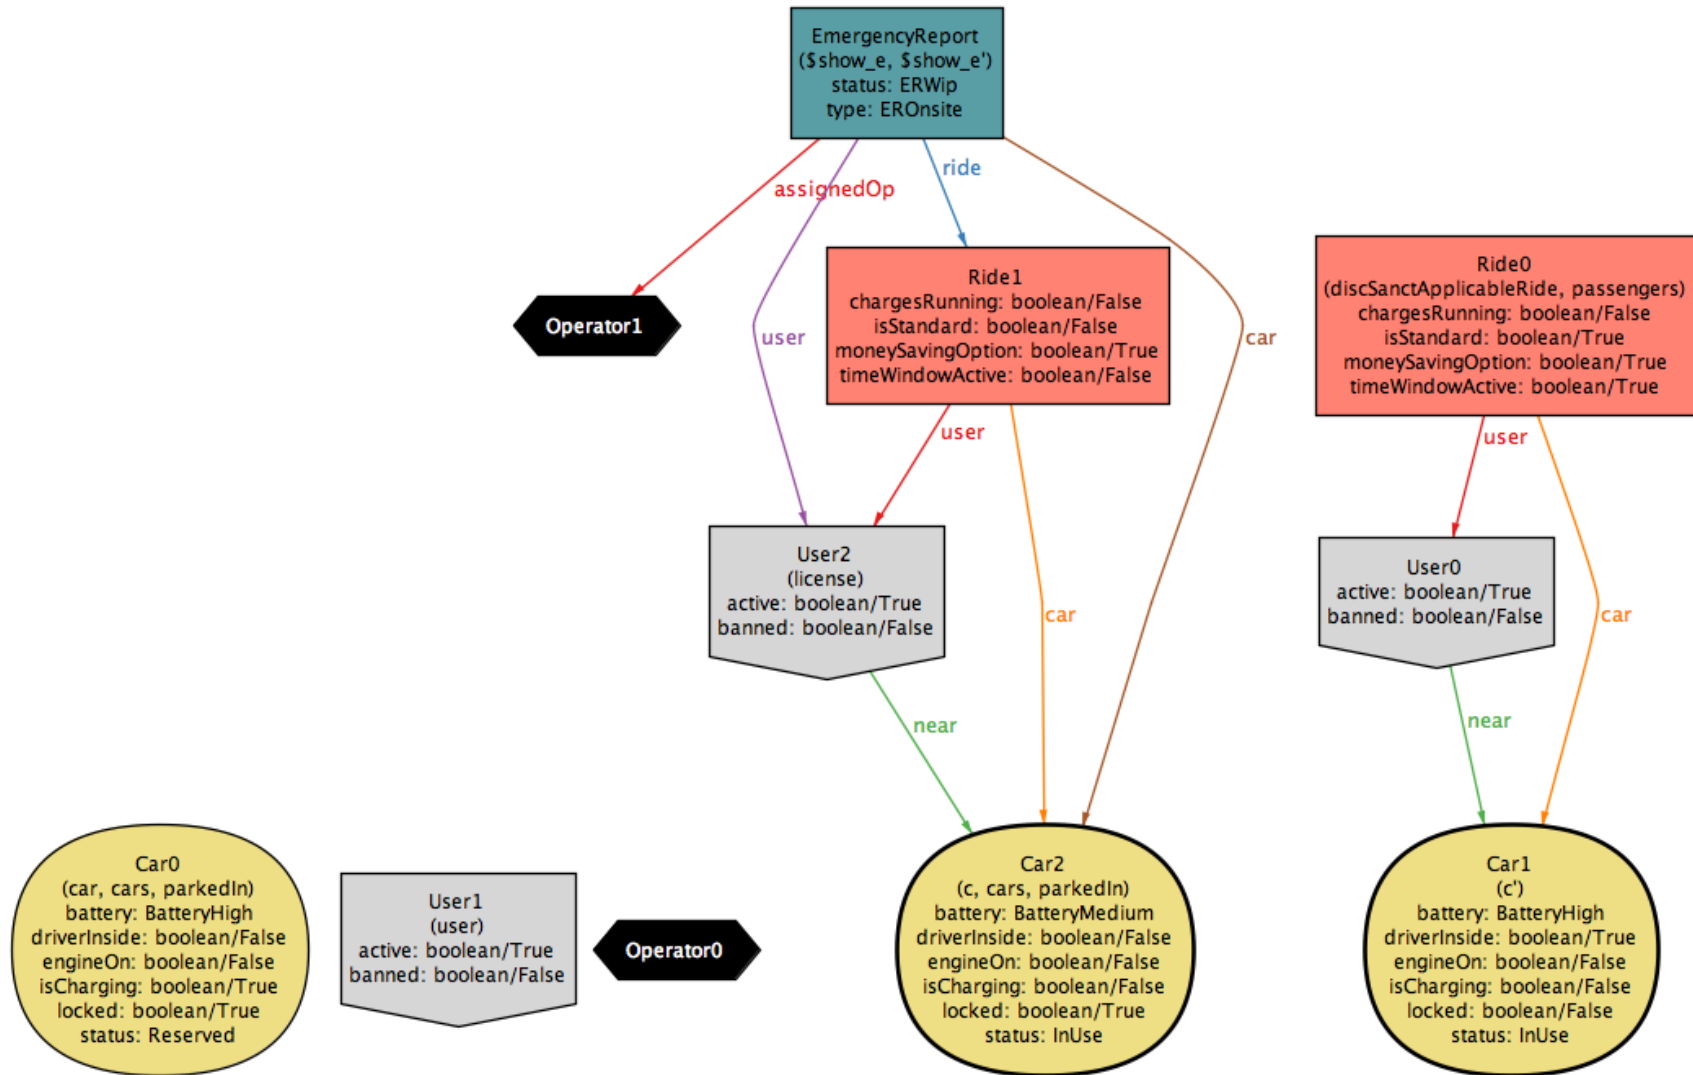 EmergencyReport
($show_e, $show_e')
status: ERWip
type: EROnsite
assignedOp
ride
user
car
Operator1
Ride1
chargesRunning: boolean/False
isStandard: boolean/False
moneySavingOption: boolean/True
timeWindowActive: boolean/False
Ride0
(discSanctApplicableRide, passengers)
chargesRunning: boolean/False
isStandard: boolean/True
moneySavingOption: boolean/True
timeWindowActive: boolean/True
user
user
User2
(license)
active: boolean/True
banned: boolean/False
car
User0
active: boolean/True
banned: boolean/False
car
near
near
Car0
(car, cars, parkedIn)
battery: BatteryHigh
driverInside: boolean/False
engineOn: boolean/False
isCharging: boolean/True
locked: boolean/True
status: Reserved
User1
(user)
active: boolean/True
banned: boolean/False
Operator0
Car2
(c, cars, parkedIn)
battery: BatteryMedium
driverInside: boolean/False
engineOn: boolean/False
isCharging: boolean/False
locked: boolean/True
status: InUse
Car1
(c')
battery: BatteryHigh
driverInside: boolean/True
engineOn: boolean/False
isCharging: boolean/False
locked: boolean/False
status: InUse